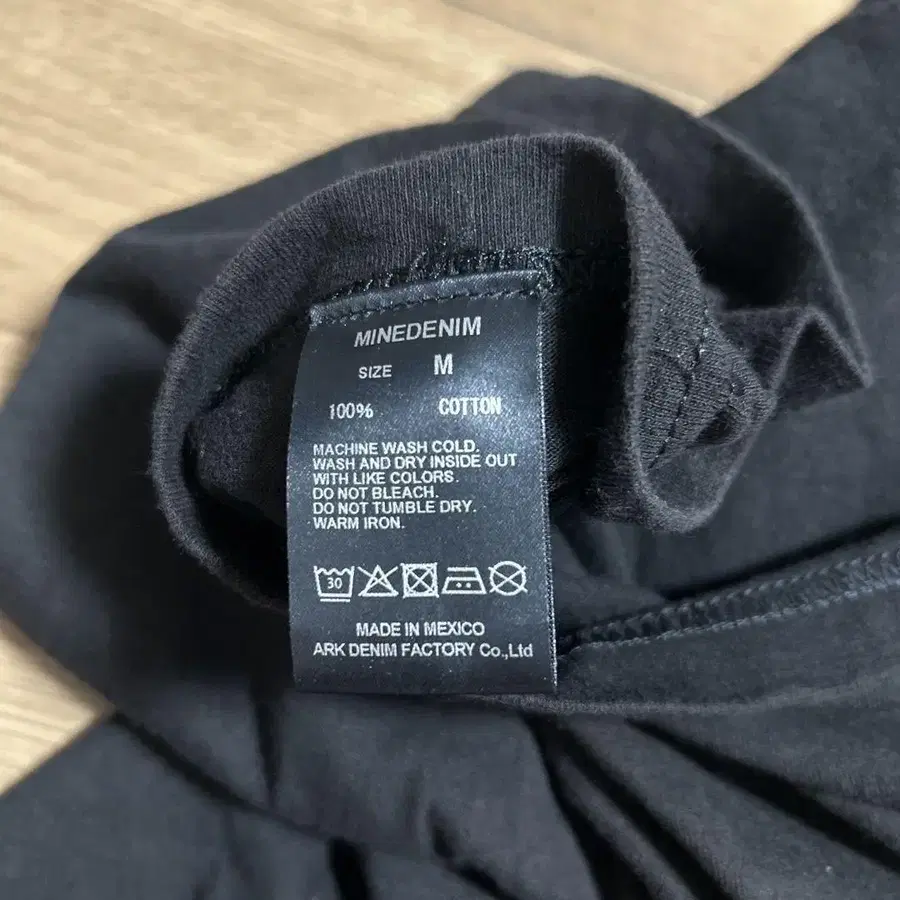 MINEDENIM
SIZE M
100% COTTON
MACHINE WASH COLD.
WASH AND DRY INSIDE OUT
WITH LIKE COLORS.
DO NOT BLEACH.
DO NOT TUMBLE DRY.
WARM IRON.
30
MADE IN MEXICO
ARK DENIM FACTORY Co.,Ltd